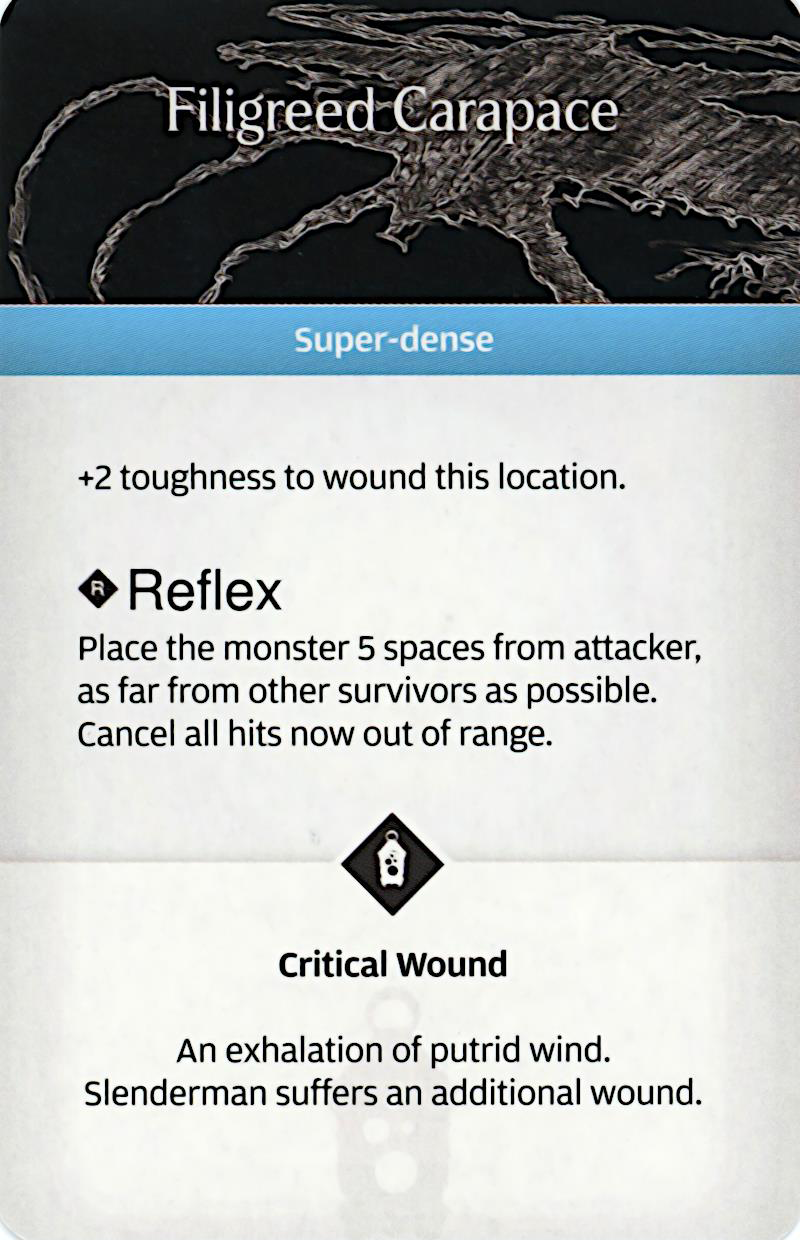 Filigreed Carapace
Super-dense
+2 toughness to wound this location.
R Reflex
Place the monster 5 spaces from attacker,
as far from other survivors as possible.
Cancel all hits now out of range.
Critical Wound
An exhalation of putrid wind.
Slenderman suffers an additional wound.